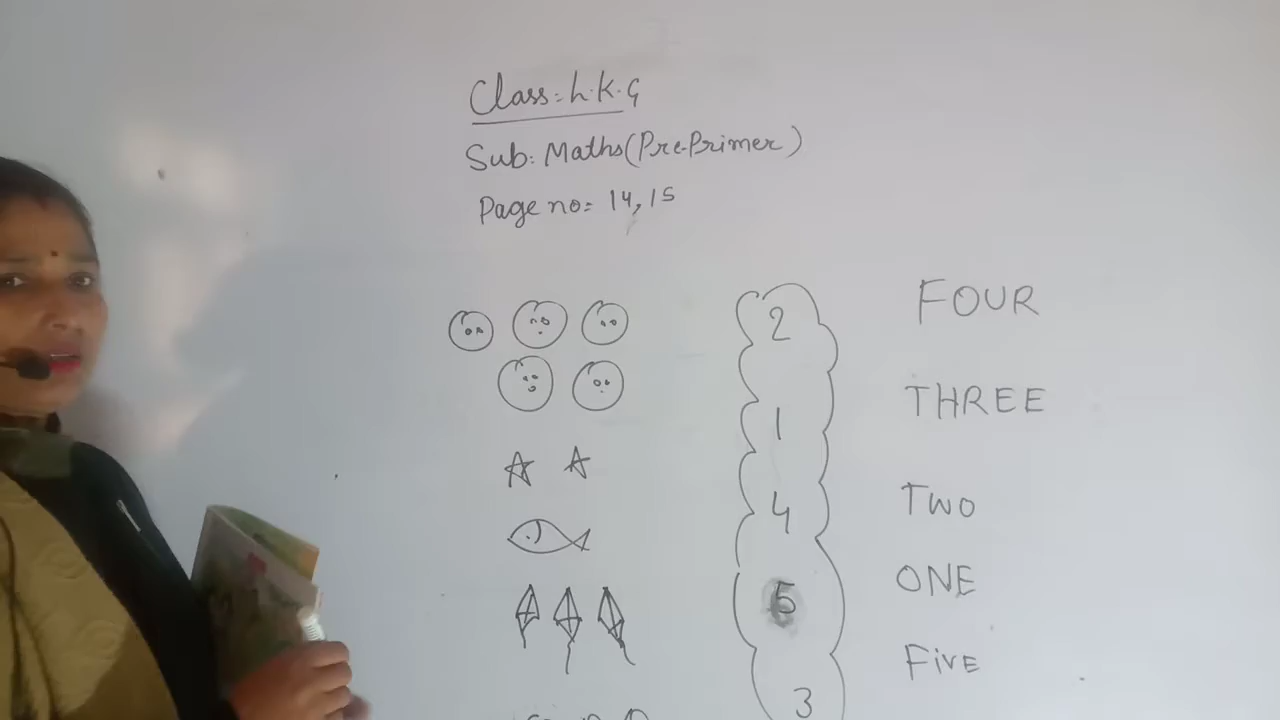 Class:- L.K.G
Sub: Maths(Pre-Primer)
Page no:- 14,15
2 FOUR
1 THREE
4 TWO
5 ONE
3 FiVE